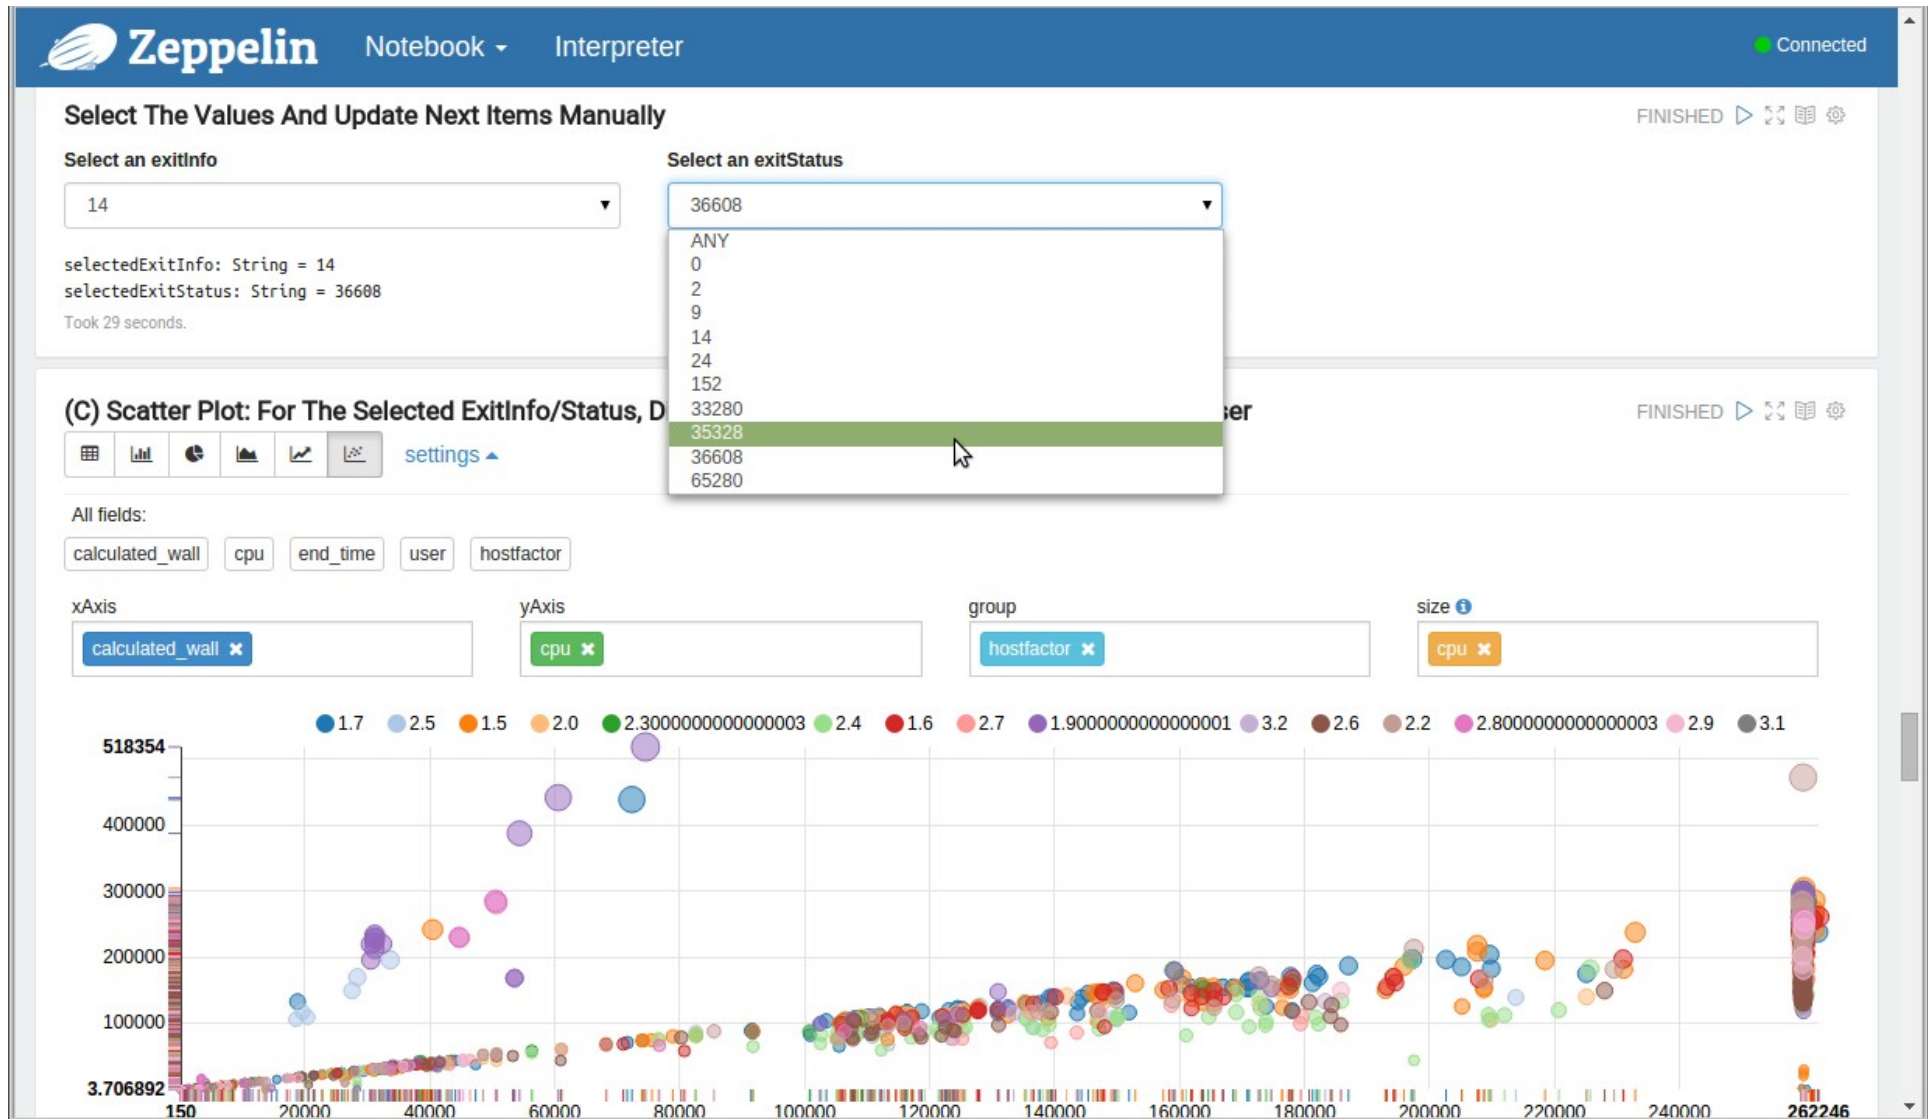 Zeppelin Notebook Interpreter Connected
Select The Values And Update Next Items Manually FINISHED
Select an exitInfo Select an exitStatus
14 36608
ANY
selectedExitInfo: String = 14 0
selectedExitStatus: String = 36608 2
9
Took 29 seconds.
14
24
152
(C) Scatter Plot: For The Selected ExitInfo/Status, D ser FINISHED
33280
35328
settings 36608
65280
All fields:
calculated_wall cpu end_time user hostfactor
xAxis yAxis group size
calculated_wall cpu hostfactor cpu
1.7 2.5 1.5 2.0 2.3000000000000003 2.4 1.6 2.7 1.90000000000000001 3.2 2.6 2.2 2.8000000000000003 2.9 3.1
518354
400000
300000
200000
100000
3.706892
150 20000 40000 60000 80000 100000 120000 140000 160000 180000 200000 220000 240000 262246